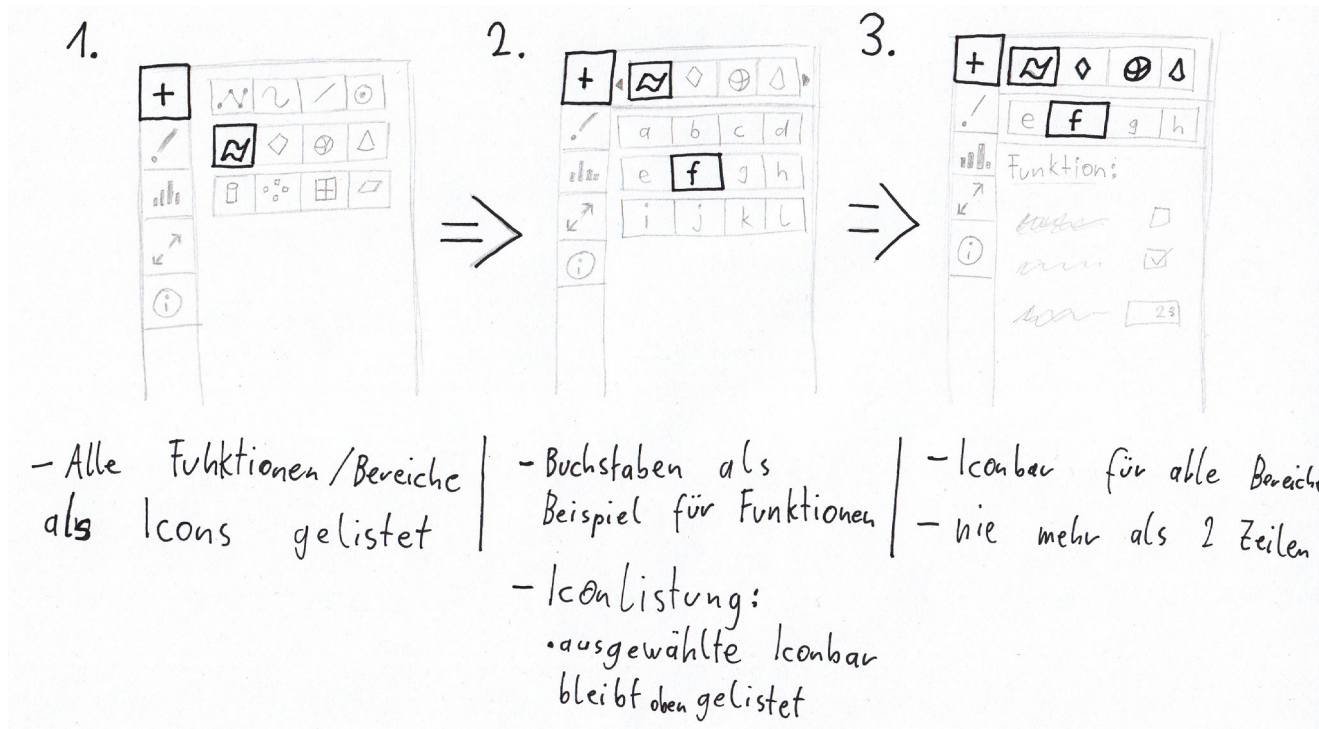 1.
2.
3.
a b c d
e f g h
i j k l
e f g h
Funktion:
23
- Alle Funktionen/Bereiche
als Icons gelistet
- Buchstaben als
Beispiel für Funktionen
- Iconlistung:
• ausgewählte Iconbar
bleibt oben gelistet
- Iconbar für alle Bereiche
- nie mehr als 2 Zeilen